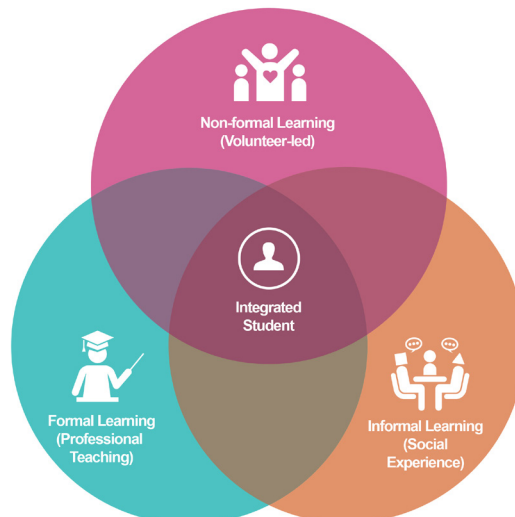 Non-formal Learning
(Volunteer-led)
Integrated
Student
Formal Learning
(Professional
Teaching)
Informal Learning
(Social
Experience)